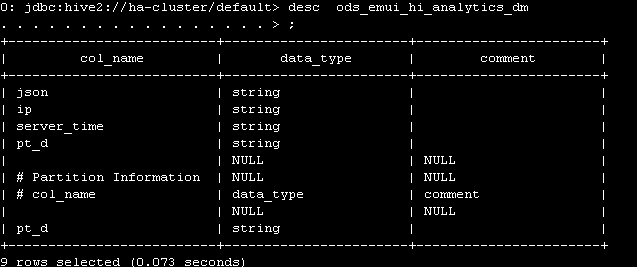 0: jdbc:hive2://ha-cluster/default> desc  ods_emui_hi_analytics_dm
. . . . . . . . . . . . . . . . . > ;
+--------------------------+-----------------------+-----------------------+
|         col_name         |       data_type       |        comment        |
+--------------------------+-----------------------+-----------------------+
| json                     | string                |                       |
| ip                       | string                |                       |
| server_time              | string                |                       |
| pt_d                     | string                |                       |
|                          | NULL                  | NULL                  |
| # Partition Information  | NULL                  | NULL                  |
| # col_name               | data_type             | comment               |
|                          | NULL                  | NULL                  |
| pt_d                     | string                |                       |
+--------------------------+-----------------------+-----------------------+
9 rows selected (0.073 seconds)